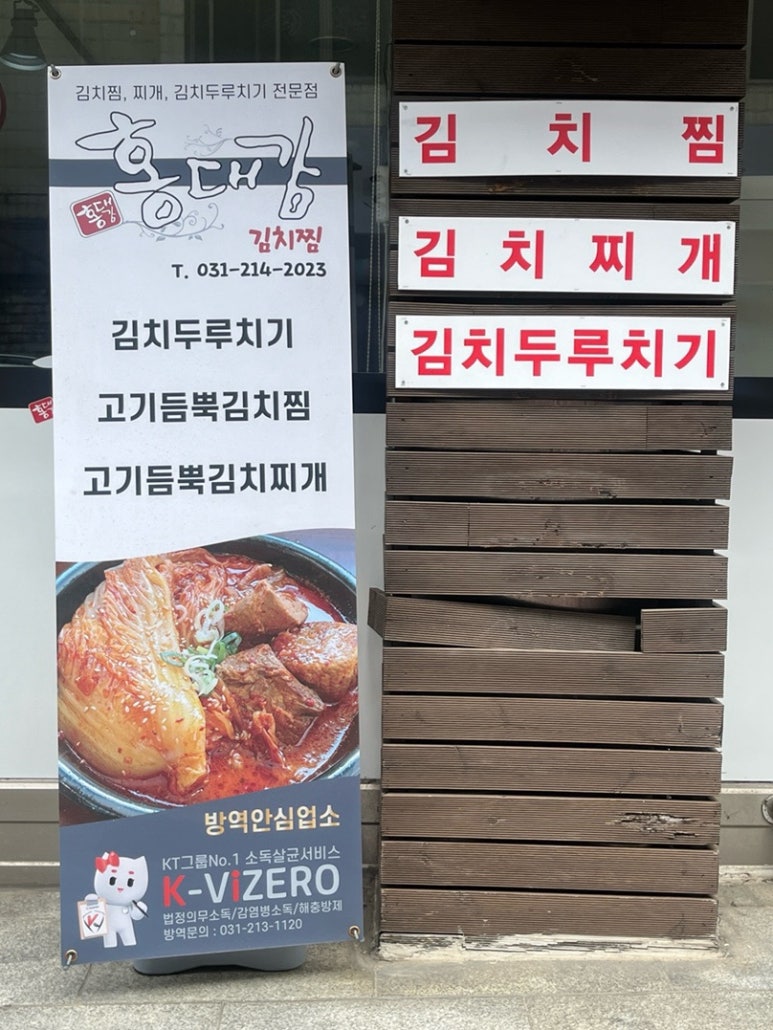 김치찜, 찌개, 김치두루치기 전문점
홍대감
홍대감
김치찜
T. 031-214-2023
김치두루치기
고기듬뿍김치찜
고기듬뿍김치찌개
방역안심업소
KT그룹No.1 소독살균서비스
K-ViZERO
법정의무소독/감염병소독/해충방제
방역문의 : 031-213-1120
김 치 찜
김 치 찌 개
김치두루치기